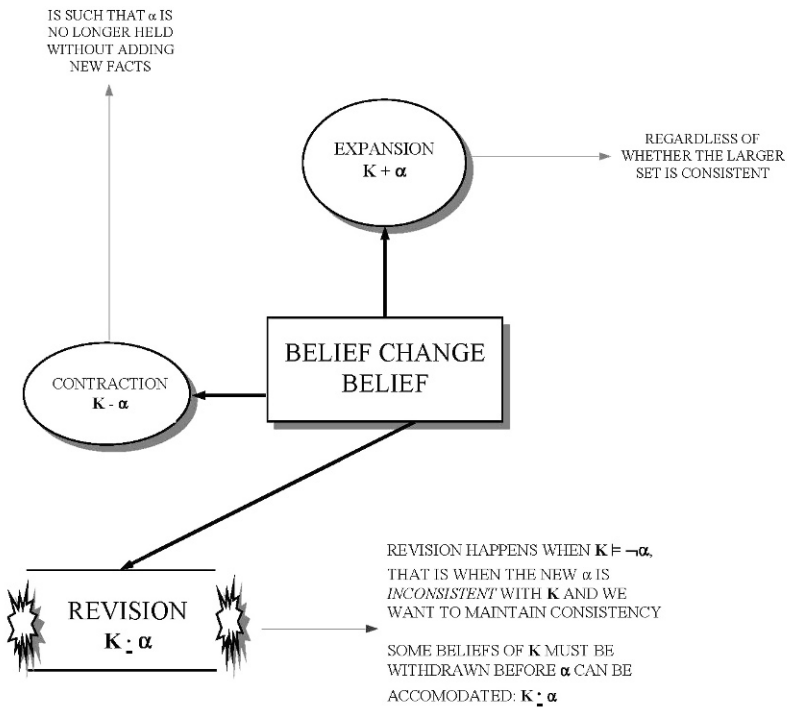 IS SUCH THAT α IS
NO LONGER HELD
WITHOUT ADDING
NEW FACTS
EXPANSION
K + α
REGARDLESS OF
WHETHER THE LARGER
SET IS CONSISTENT
BELIEF CHANGE
BELIEF
CONTRACTION
K - α
REVISION
K ∔ α
REVISION HAPPENS WHEN K ⊨ ¬α,
THAT IS WHEN THE NEW α IS
INCONSISTENT WITH K AND WE
WANT TO MAINTAIN CONSISTENCY
SOME BELIEFS OF K MUST BE
WITHDRAWN BEFORE α CAN BE
ACCOMODATED: K ∔ α